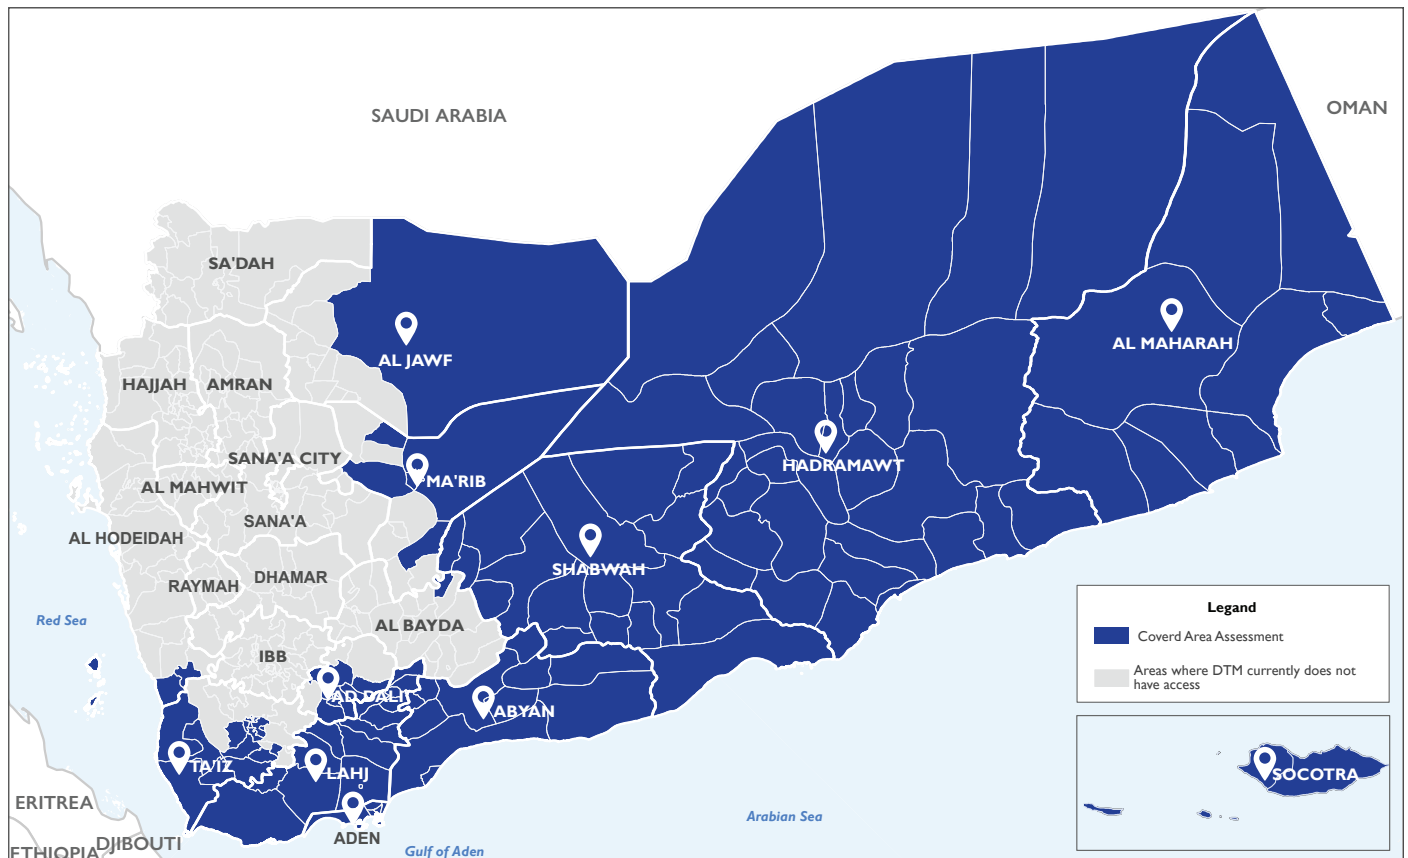 SAUDI ARABIA
OMAN
SA'DAH
AL JAWF
AL MAHARAH
HAJJAH
AMRAN
SANA'A CITY
HADRAMAWT
MA'RIB
AL MAHWIT
SANA'A
AL HODEIDAH
SHABWAH
DHAMAR
RAYMAH
Red Sea
AL BAYDA
IBB
AD DALI'
ABYAN
TA'IZ
LAHJ
ADEN
ERITREA
DJIBOUTI
ETHIOPIA
Gulf of Aden
Arabian Sea
Legand
Coverd Area Assessment
Areas where DTM currently does not
have access
SOCOTRA